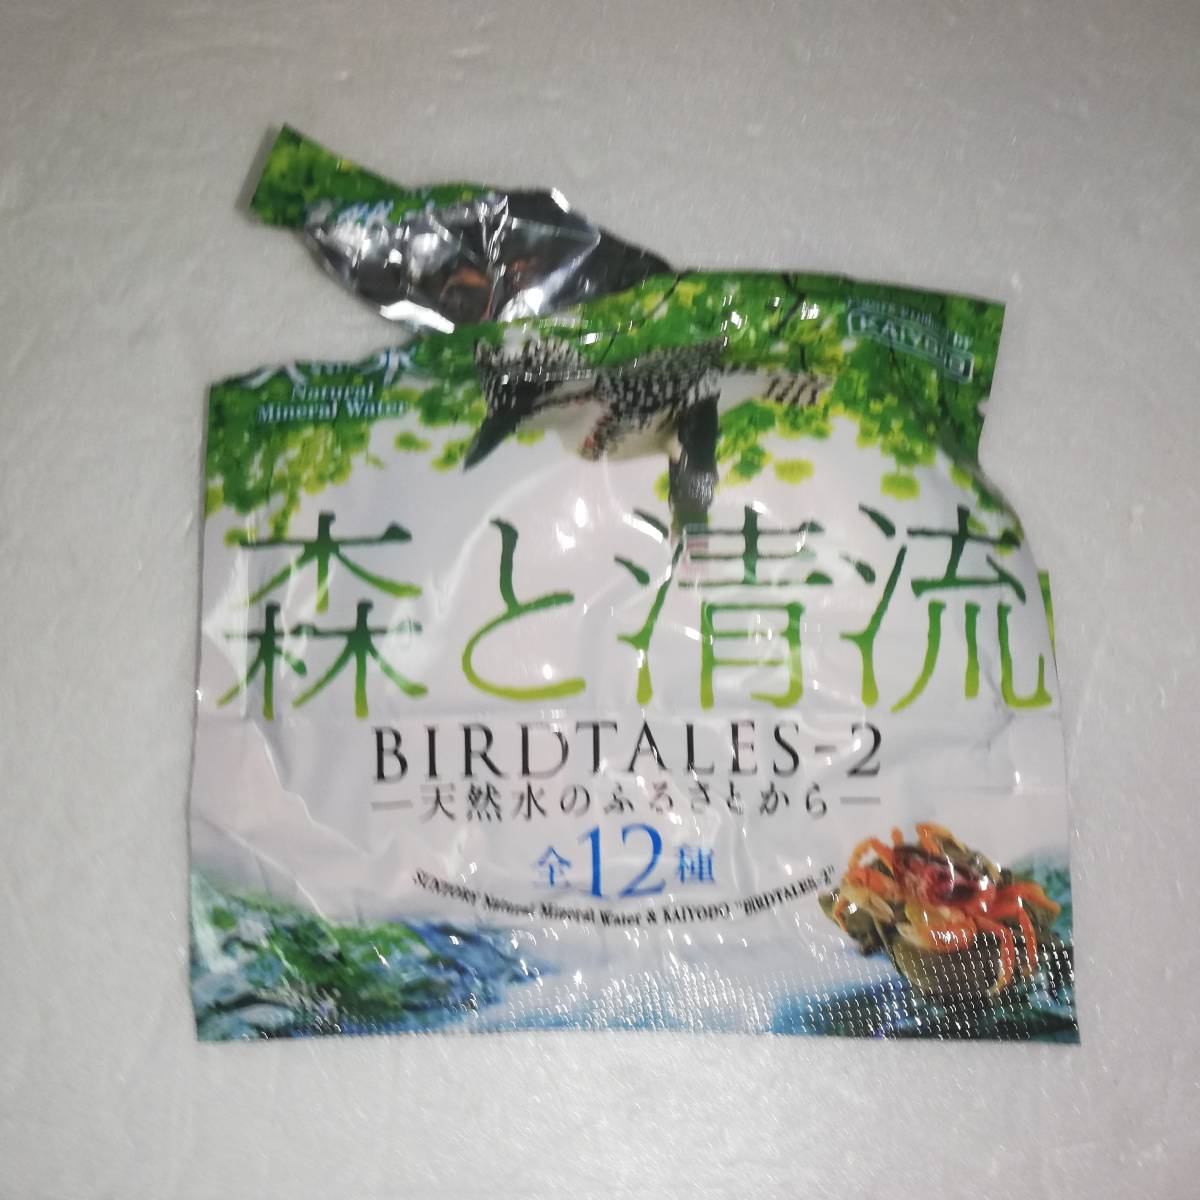 Natural
Mineral Water
KAIYODO
森と清流
BIRDTALES-2
―天然水のふるさとから―
全12種
SUNTORY Natural Mineral Water & KAIYODO "BIRDTALES-2"